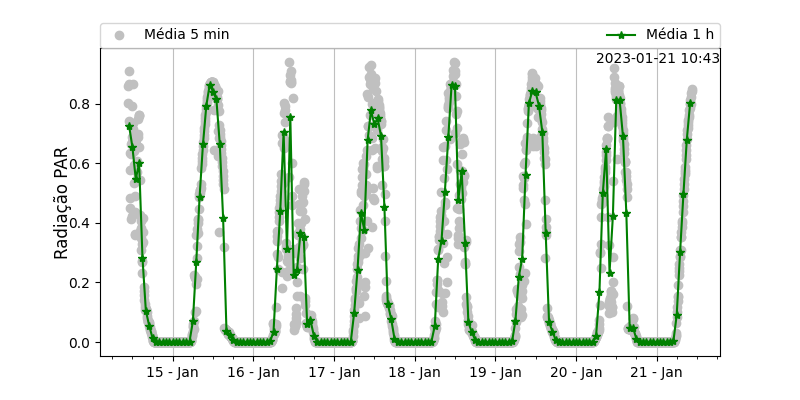 Média 5 min
Média 1 h
2023-01-21 10:43
Radiação PAR
0.8
0.6
0.4
0.2
0.0
15 - Jan
16 - Jan
17 - Jan
18 - Jan
19 - Jan
20 - Jan
21 - Jan